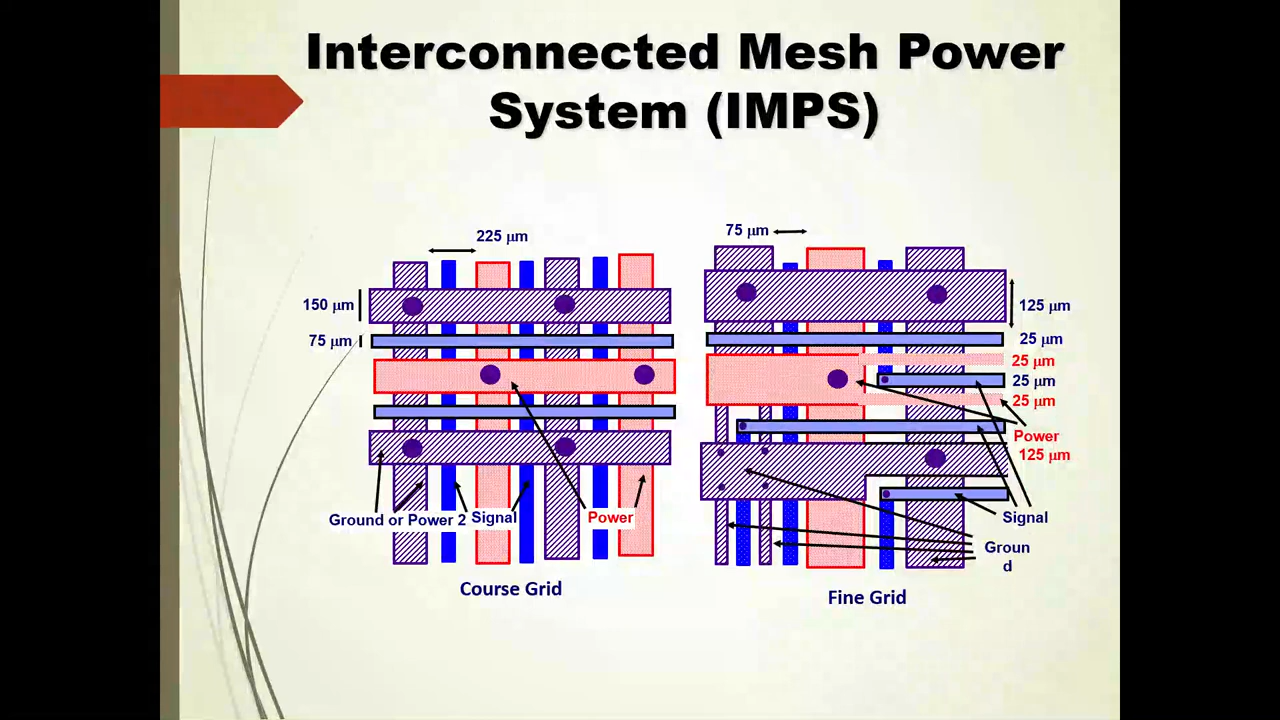 Interconnected Mesh Power
System (IMPS)
225 μm
150 μm
75 μm
Ground or Power 2
Signal
Power
Course Grid
75 μm
125 μm
25 μm
25 μm
25 μm
25 μm
Power
125 μm
Signal
Groun
d
Fine Grid